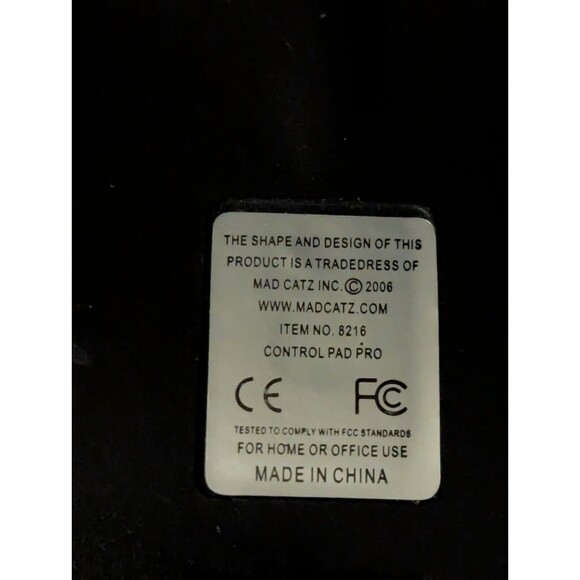 THE SHAPE AND DESIGN OF THIS
PRODUCT IS A TRADEDRESS OF
MAD CATZ INC. © 2006
WWW.MADCATZ.COM
ITEM NO. 8216
CONTROL PAD PRO
CE FC
TESTED TO COMPLY WITH FCC STANDARDS
FOR HOME OR OFFICE USE
MADE IN CHINA